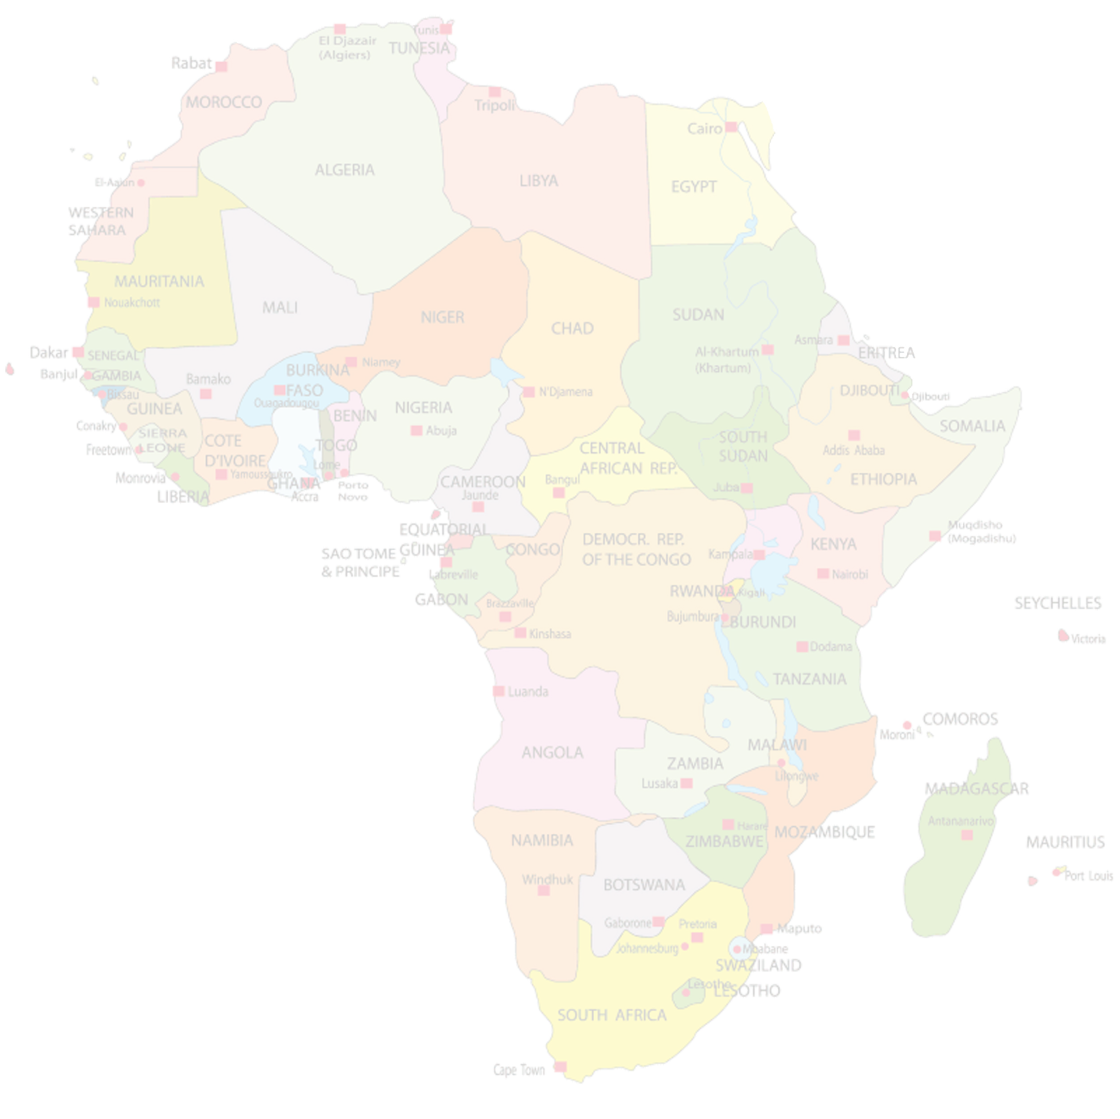 Tunis
El Djazair
(Algiers)
TUNESIA
Rabat
MOROCCO
Tripoli
Cairo
ALGERIA
LIBYA
EGYPT
El-Aaiun
WESTERN
SAHARA
MAURITANIA
Nouakchott
MALI
NIGER
CHAD
SUDAN
Al-Khartum
(Khartum)
Asmara
ERITREA
Dakar
SENEGAL
Banjul
GAMBIA
Bissau
Bamako
BURKINA
FASO
Ouagadougou
Niamey
N'Djamena
DJIBOUTI
Djibouti
GUINEA
Conakry
SIERRA
LEONE
Freetown
COTE
D'IVOIRE
Yamoussoukro
Monrovia
LIBERIA
GHANA
Accra
TOGO
Lome
BENIN
Porto
Novo
NIGERIA
Abuja
CENTRAL
AFRICAN REP.
Bangui
SOUTH
SUDAN
Juba
Addis Ababa
ETHIOPIA
SOMALIA
CAMEROON
Jaunde
EQUATORIAL
GÜINEA
SAO TOME
& PRINCIPE
Labreville
GABON
CONGO
Brazzaville
Kinshasa
DEMOCR. REP.
OF THE CONGO
Kampala
KENYA
Nairobi
Muqdisho
(Mogadishu)
RWANDA
Kigali
Bujumbura
BURUNDI
Dodama
TANZANIA
SEYCHELLES
Victoria
Luanda
ANGOLA
ZAMBIA
Lusaka
MALAWI
Lilongwe
COMOROS
Moroni
MADAGASCAR
Antananarivo
MAURITIUS
Port Louis
NAMIBIA
Windhuk
BOTSWANA
Gaborone
Harare
ZIMBABWE
MOZAMBIQUE
Pretoria
Johannesburg
Maputo
Mbabane
SWAZILAND
Lesotho
LESOTHO
SOUTH AFRICA
Cape Town